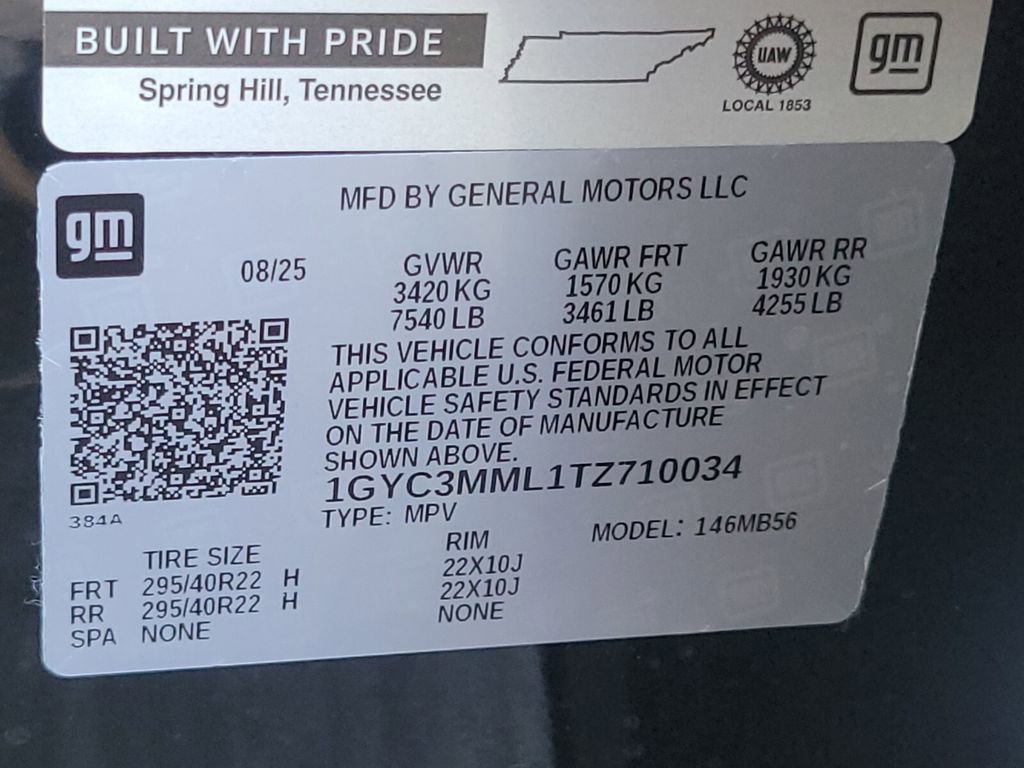 BUILT WITH PRIDE
Spring Hill, Tennessee
UAW
LOCAL 1853
gm
gm
MFD BY GENERAL MOTORS LLC
08/25
GVWR GAWR FRT GAWR RR
3420 KG 1570 KG 1930 KG
7540 LB 3461 LB 4255 LB
THIS VEHICLE CONFORMS TO ALL
APPLICABLE U.S. FEDERAL MOTOR
VEHICLE SAFETY STANDARDS IN EFFECT
ON THE DATE OF MANUFACTURE
SHOWN ABOVE.
1GYC3MML1TZ710034
384A
TYPE: MPV MODEL: 146MB56
TIRE SIZE RIM
FRT 295/40R22 H 22X10J
RR 295/40R22 H 22X10J
SPA NONE NONE